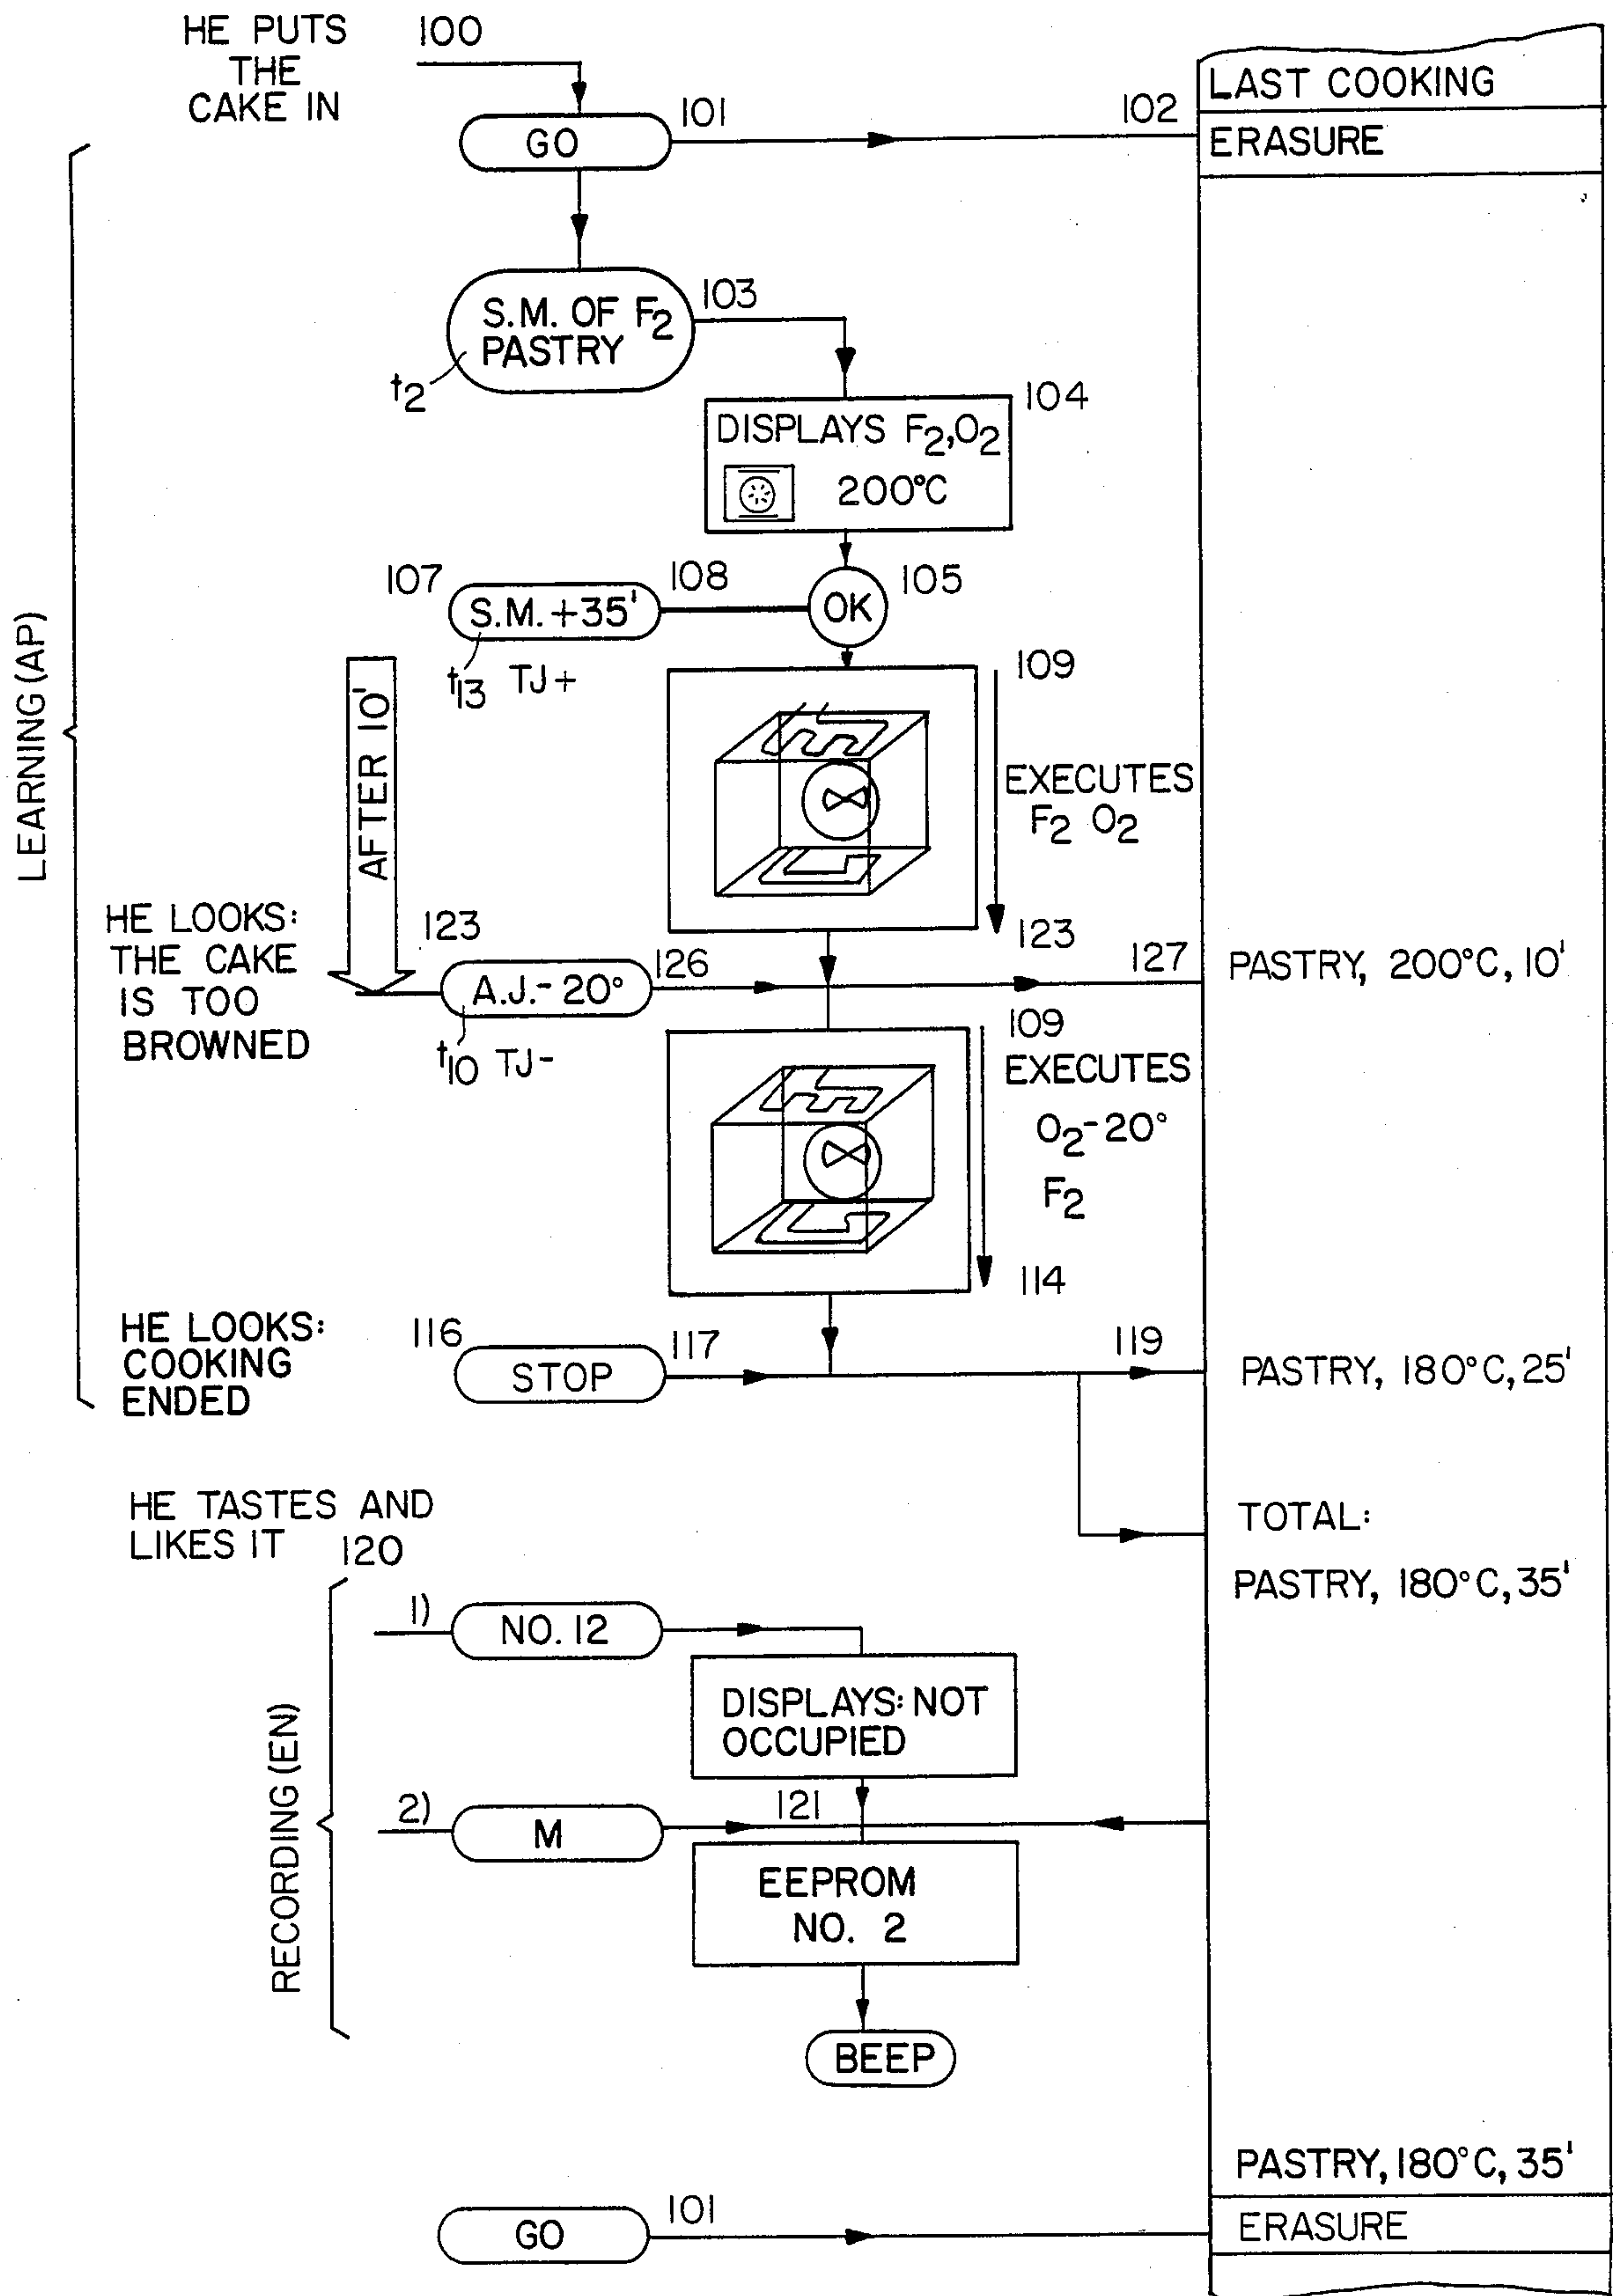 HE PUTS
THE
CAKE IN
100
LAST COOKING
GO
101
102
ERASURE
S.M. OF F2
PASTRY
103
t2
104
DISPLAYS F2,O2
200°C
LEARNING (AP)
107
S.M. +35'
108
OK
105
t13 TJ+
AFTER 10'
109
EXECUTES
F2 O2
123
HE LOOKS:
THE CAKE
IS TOO
BROWNED
123
A.J.-20°
126
127
PASTRY, 200°C, 10'
t10 TJ-
109
EXECUTES
O2-20°
F2
114
HE LOOKS:
COOKING
ENDED
116
STOP
117
119
PASTRY, 180°C, 25'
HE TASTES AND
LIKES IT
120
TOTAL:
PASTRY, 180°C, 35'
RECORDING (EN)
1)
NO. 12
DISPLAYS: NOT
OCCUPIED
2)
M
121
EEPROM
NO. 2
BEEP
PASTRY, 180°C, 35'
GO
101
ERASURE